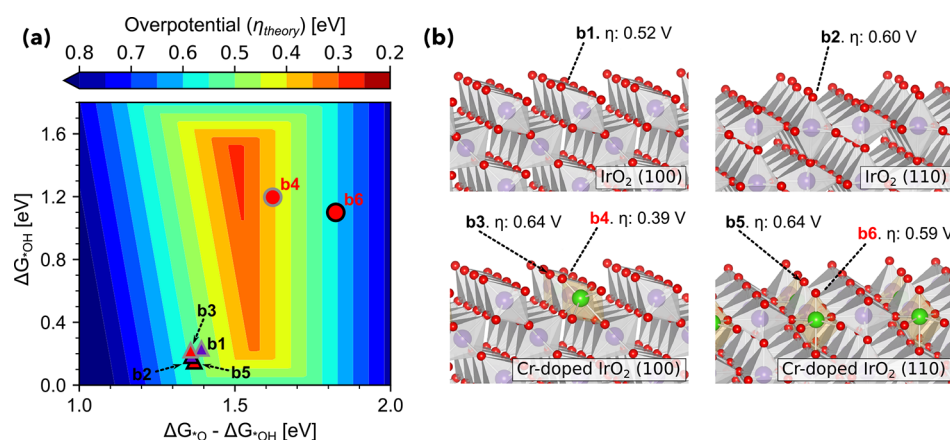 (a)
Overpotential (η_theory) [eV]
0.8 0.7 0.6 0.5 0.4 0.3 0.2
1.6
1.2
0.8
0.4
0.0
ΔG*OH [eV]
b4
b6
b3
b1
b2
b5
1.0 1.5 2.0
ΔG*O - ΔG*OH [eV]
(b)
b1. η: 0.52 V
IrO2 (100)
b2. η: 0.60 V
IrO2 (110)
b3. η: 0.64 V
b4. η: 0.39 V
Cr-doped IrO2 (100)
b5. η: 0.64 V
b6. η: 0.59 V
Cr-doped IrO2 (110)